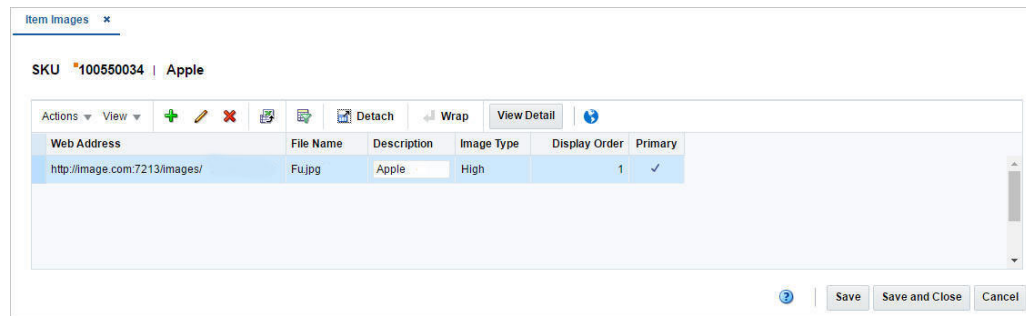 Item Images ×
SKU 100550034 | Apple
Actions View Detach Wrap View Detail
Web Address File Name Description Image Type Display Order Primary
http://image.com:7213/images/ Fu.jpg Apple High 1 ✓
Save Save and Close Cancel